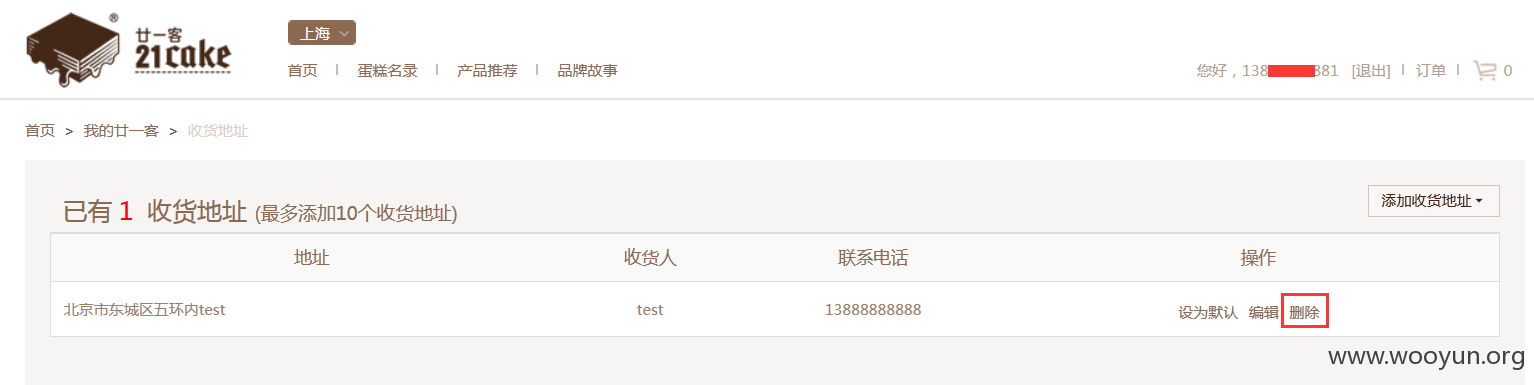 廿一客
21cake
®
上海
首页 | 蛋糕名录 | 产品推荐 | 品牌故事
您好，138 881 [退出] | 订单 | 0
首页 > 我的廿一客 > 收货地址
已有 1 收货地址 (最多添加10个收货地址)
添加收货地址
地址 收货人 联系电话 操作
北京市东城区五环内test test 13888888888 设为默认 编辑 删除
www.wooyun.org